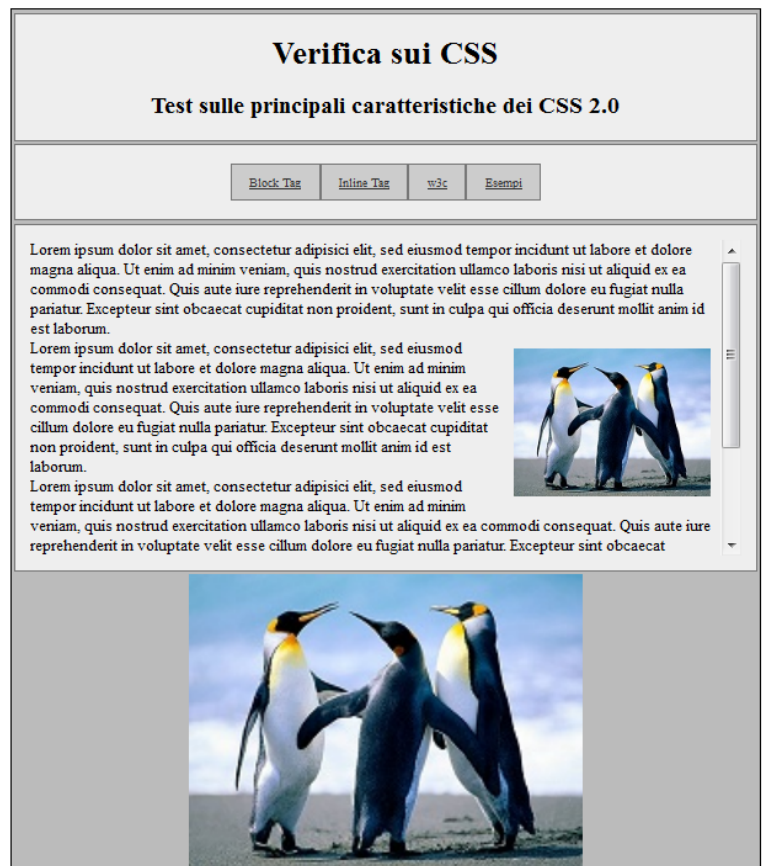 Verifica sui CSS
Test sulle principali caratteristiche dei CSS 2.0
Block Tag Inline Tag w3c Esempi
Lorem ipsum dolor sit amet, consectetur adipisici elit, sed eiusmod tempor incidunt ut labore et dolore
magna aliqua. Ut enim ad minim veniam, quis nostrud exercitation ullamco laboris nisi ut aliquid ex ea
commodi consequat. Quis aute iure reprehenderit in voluptate velit esse cillum dolore eu fugiat nulla
pariatur. Excepteur sint obcaecat cupiditat non proident, sunt in culpa qui officia deserunt mollit anim id
est laborum.
Lorem ipsum dolor sit amet, consectetur adipisici elit, sed eiusmod
tempor incidunt ut labore et dolore magna aliqua. Ut enim ad minim
veniam, quis nostrud exercitation ullamco laboris nisi ut aliquid ex ea
commodi consequat. Quis aute iure reprehenderit in voluptate velit esse
cillum dolore eu fugiat nulla pariatur. Excepteur sint obcaecat cupiditat
non proident, sunt in culpa qui officia deserunt mollit anim id est
laborum.
Lorem ipsum dolor sit amet, consectetur adipisici elit, sed eiusmod
tempor incidunt ut labore et dolore magna aliqua. Ut enim ad minim
veniam, quis nostrud exercitation ullamco laboris nisi ut aliquid ex ea commodi consequat. Quis aute iure
reprehenderit in voluptate velit esse cillum dolore eu fugiat nulla pariatur. Excepteur sint obcaecat